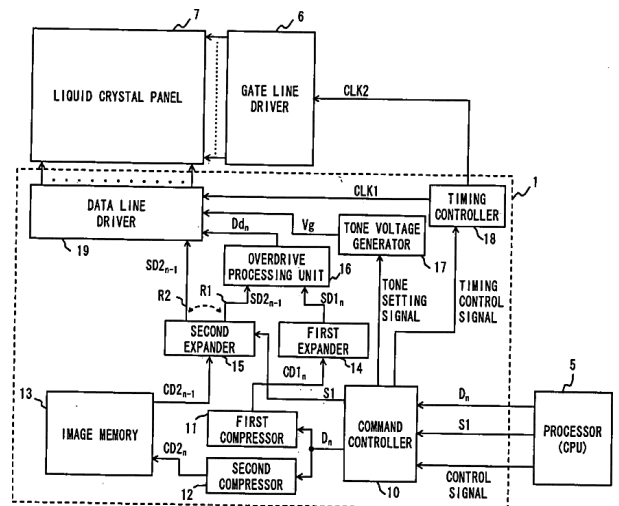 7
6
LIQUID CRYSTAL PANEL
GATE LINE
DRIVER
CLK2
1
CLK1
DATA LINE
DRIVER
19
TIMING
CONTROLLER
18
Vg
TONE VOLTAGE
GENERATOR
17
Ddn
OVERDRIVE
PROCESSING UNIT
16
SD2n-1
R2
R1
SD2n-1
SD1n
TONE
SETTING
SIGNAL
TIMING
CONTROL
SIGNAL
SECOND
EXPANDER
15
FIRST
EXPANDER
14
CD2n-1
CD1n
S1
13
IMAGE MEMORY
11
FIRST
COMPRESSOR
CD2n
Dn
SECOND
COMPRESSOR
12
COMMAND
CONTROLLER
10
Dn
S1
CONTROL
SIGNAL
5
PROCESSOR
(CPU)